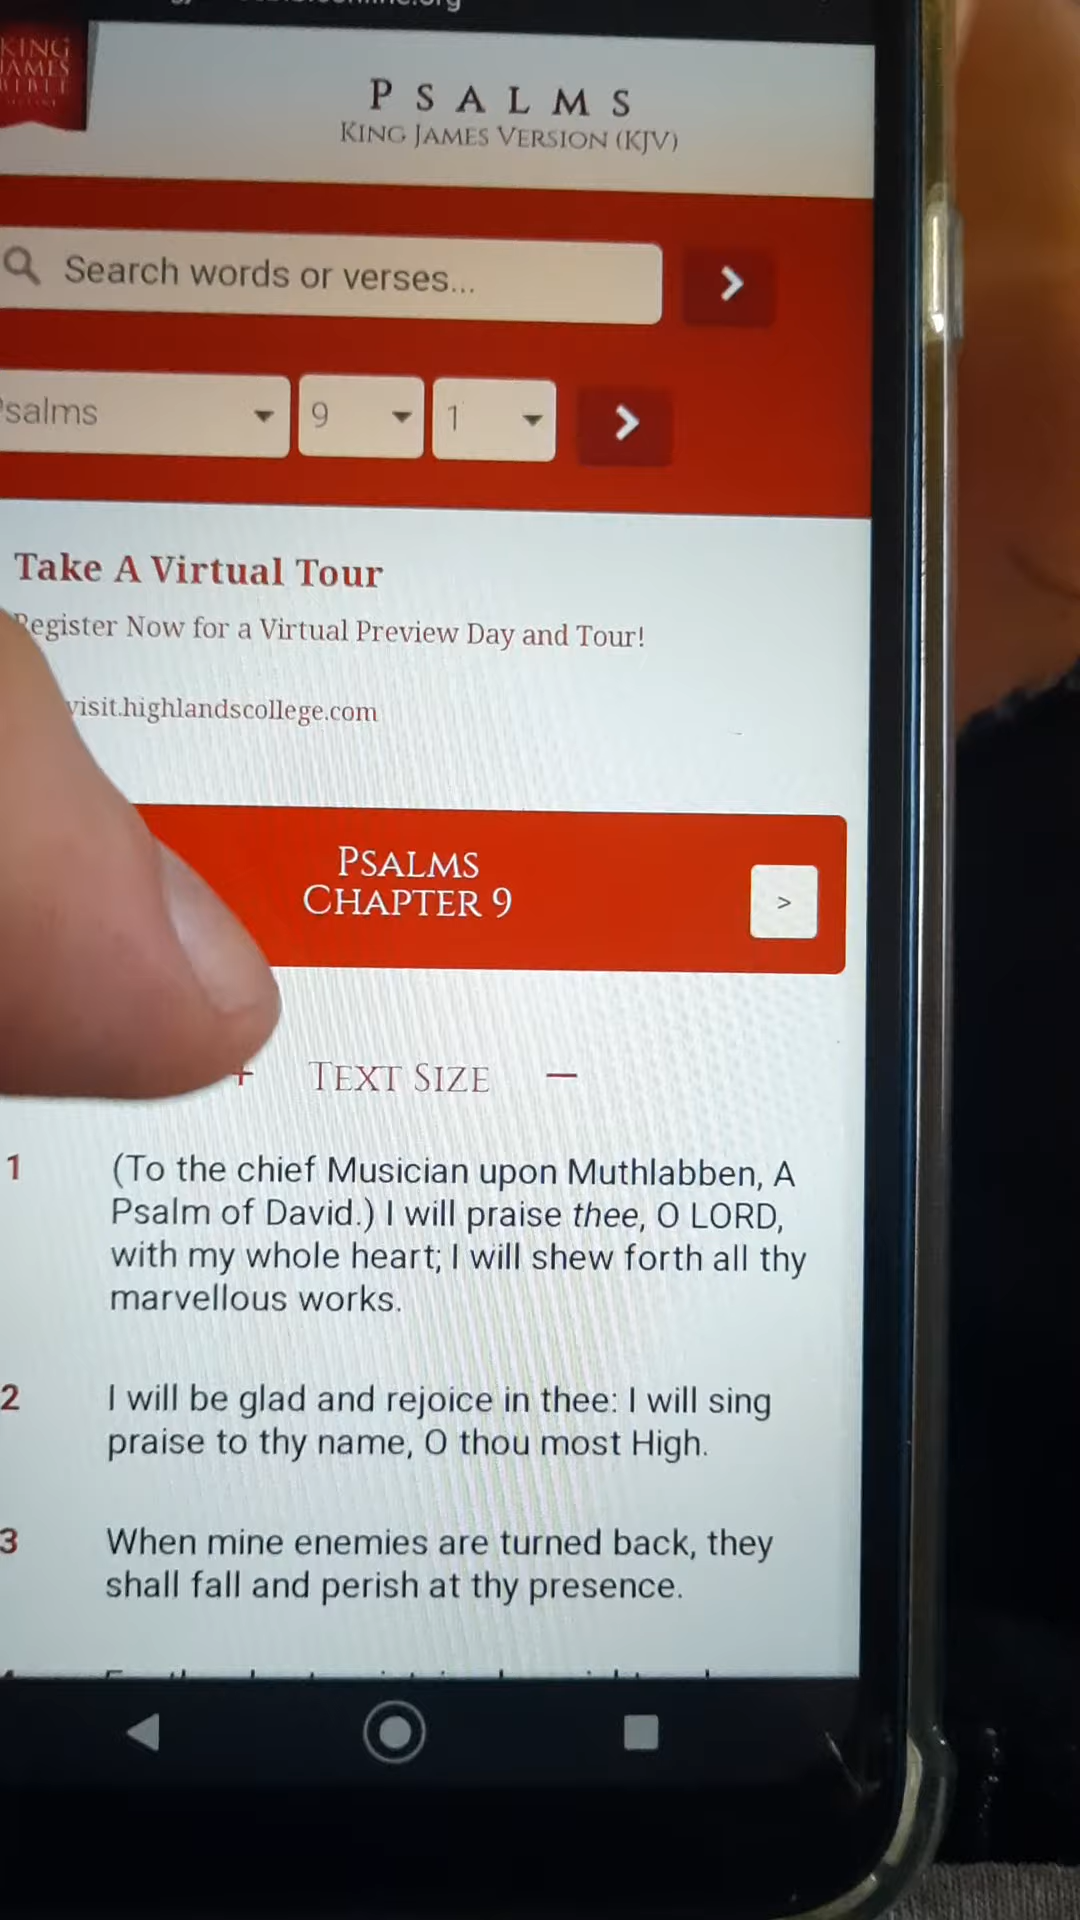 KING
JAMES
BIBLE
PSALMS
KING JAMES VERSION (KJV)
Search words or verses...
salms
9
1
Take A Virtual Tour
Register Now for a Virtual Preview Day and Tour!
visit.highlandscollege.com
PSALMS
CHAPTER 9
>
+ TEXT SIZE —
1 (To the chief Musician upon Muthlabben, A
Psalm of David.) I will praise thee, O LORD,
with my whole heart; I will shew forth all thy
marvellous works.
2 I will be glad and rejoice in thee: I will sing
praise to thy name, O thou most High.
3 When mine enemies are turned back, they
shall fall and perish at thy presence.